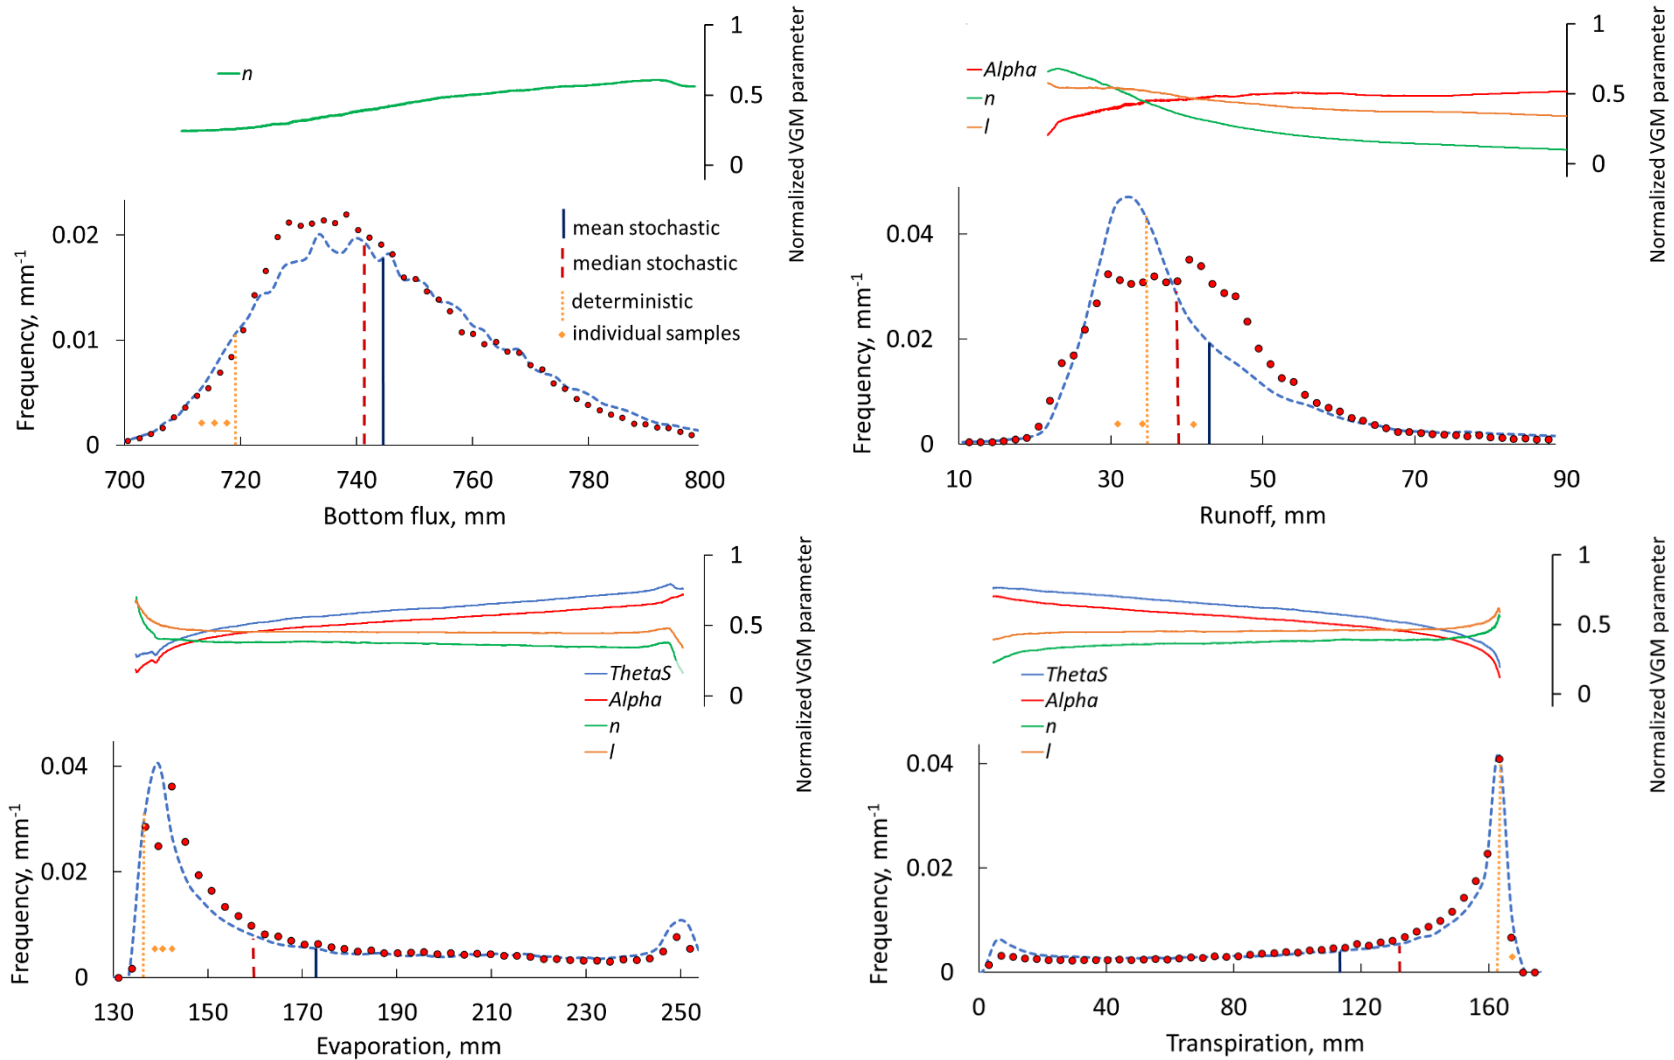 n
1
0.5
0
Normalized VGM parameter
0.02
0.01
0
Frequency, mm-1
mean stochastic
median stochastic
deterministic
individual samples
700 720 740 760 780 800
Bottom flux, mm
Alpha
n
l
1
0.5
0
Normalized VGM parameter
0.04
0.02
0
Frequency, mm-1
10 30 50 70 90
Runoff, mm
1
0.5
0
Normalized VGM parameter
ThetaS
Alpha
n
l
0.04
0.02
0
Frequency, mm-1
130 150 170 190 210 230 250
Evaporation, mm
1
0.5
0
Normalized VGM parameter
ThetaS
Alpha
n
l
0.04
0.02
0
Frequency, mm-1
0 40 80 120 160
Transpiration, mm